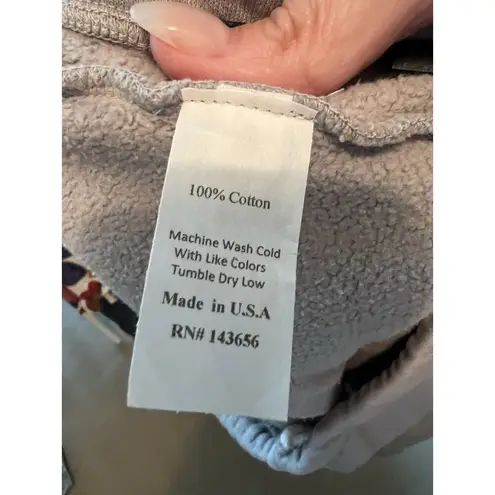 100% Cotton
Machine Wash Cold
With Like Colors
Tumble Dry Low
Made in U.S.A
RN# 143656